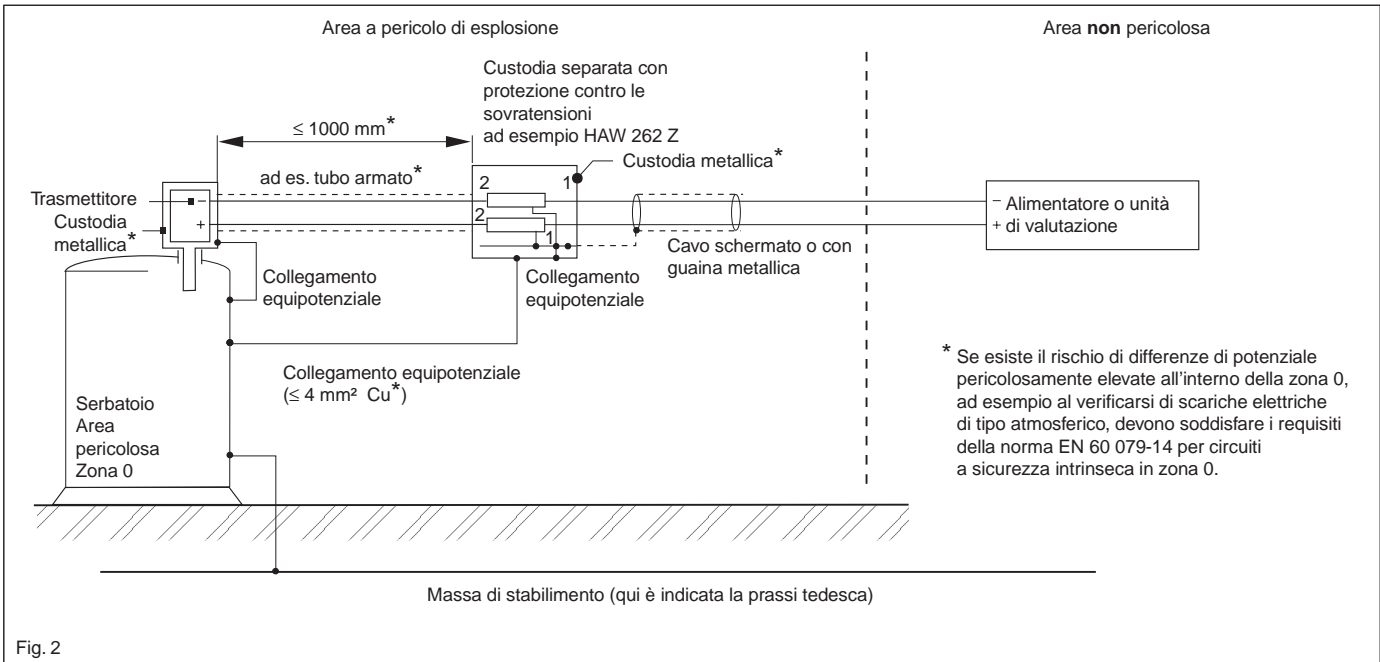 Area a pericolo di esplosione
Area non pericolosa
Custodia separata con
protezione contro le
sovratensioni
ad esempio HAW 262 Z
≤ 1000 mm*
Custodia metallica*
ad es. tubo armato*
2
1
Trasmettitore
−
Custodia
metallica*
+
2
1
− Alimentatore o unità
+ di valutazione
Cavo schermato o con
guaina metallica
Collegamento
equipotenziale
Collegamento
equipotenziale
Collegamento equipotenziale
(≤ 4 mm² Cu*)
Serbatoio
Area
pericolosa
Zona 0
* Se esiste il rischio di differenze di potenziale
pericolosamente elevate all'interno della zona 0,
ad esempio al verificarsi di scariche elettriche
di tipo atmosferico, devono soddisfare i requisiti
della norma EN 60 079-14 per circuiti
a sicurezza intrinseca in zona 0.
Massa di stabilimento (qui è indicata la prassi tedesca)
Fig. 2